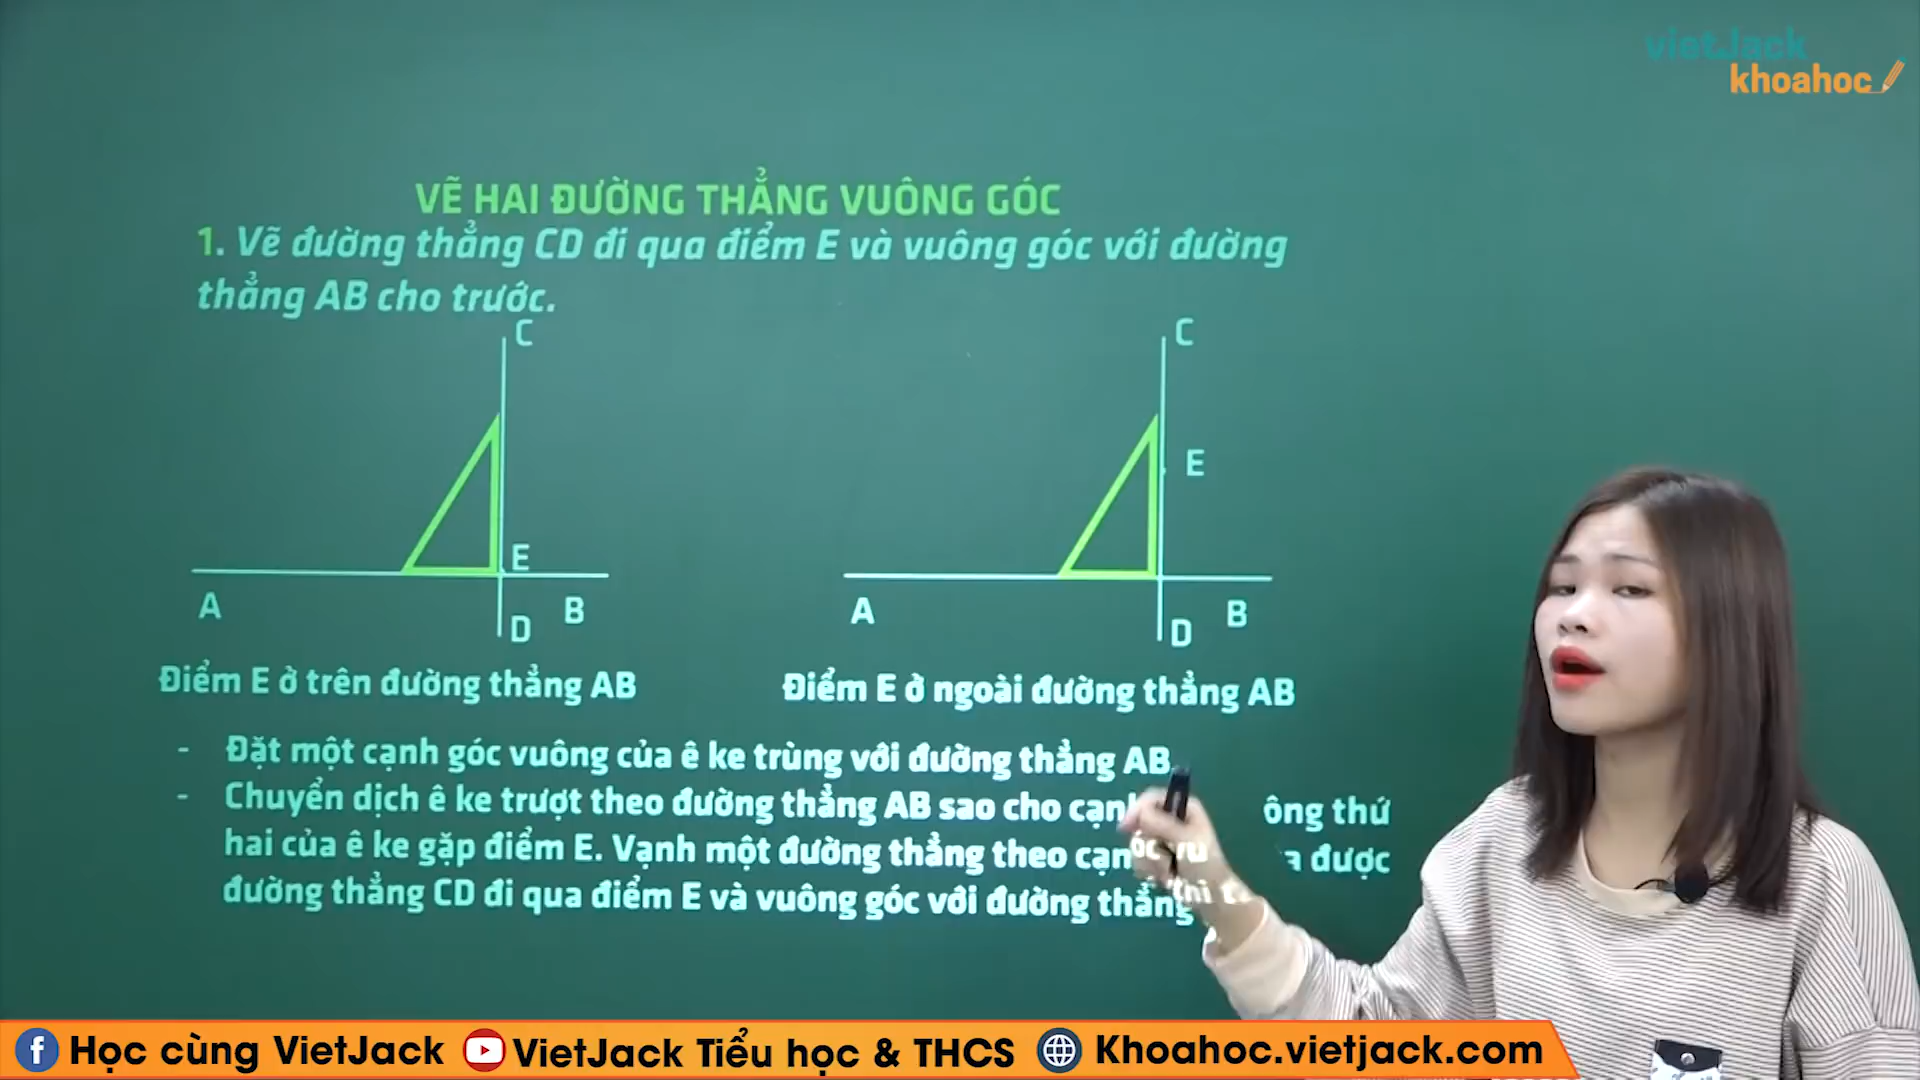 vietJack
khoahoc
VẼ HAI ĐƯỜNG THẲNG VUÔNG GÓC
1. Vẽ đường thẳng CD đi qua điểm E và vuông góc với đường
thẳng AB cho trước.
C
E
A
D
B
Điểm E ở trên đường thẳng AB
C
E
A
D
B
Điểm E ở ngoài đường thẳng AB
- Đặt một cạnh góc vuông của ê ke trùng với đường thẳng AB
- Chuyển dịch ê ke trượt theo đường thẳng AB sao cho thứ
hai của ê ke gặp điểm E. Vạnh một đường thẳng theo được
đường thẳng CD đi qua điểm E và vuông góc với đường thẳng
Học cùng VietJack
VietJack Tiểu học & THCS
Khoahoc.vietjack.com